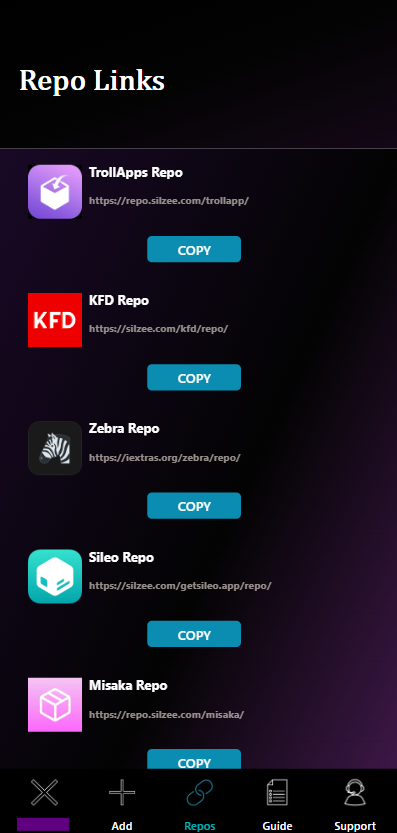 Repo Links
TrollApps Repo
https://repo.silzee.com/trollapp/
COPY
KFD
KFD Repo
https://silzee.com/kfd/repo/
COPY
Zebra Repo
https://iextras.org/zebra/repo/
COPY
Sileo Repo
https://silzee.com/getsileo.app/repo/
COPY
Misaka Repo
https://repo.silzee.com/misaka/
COPY
Add
Repos
Guide
Support